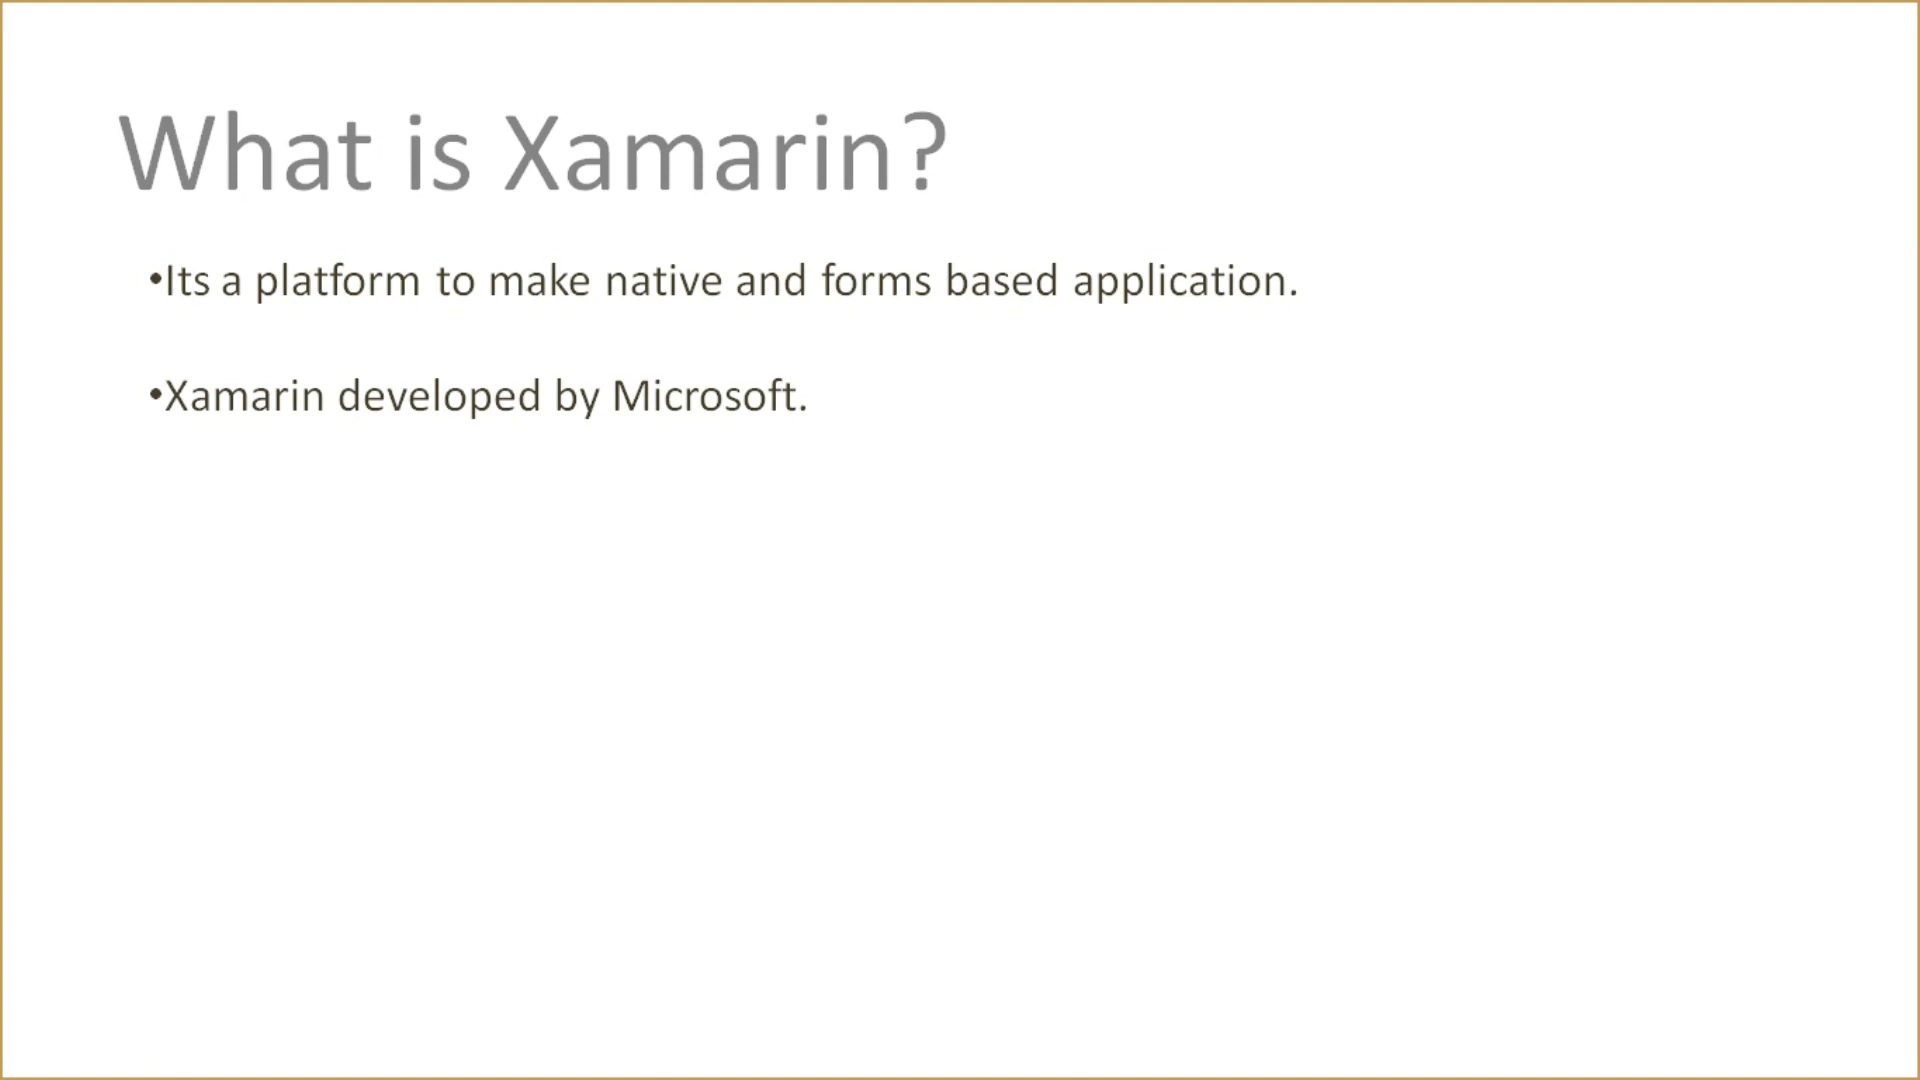 What is Xamarin?
•Its a platform to make native and forms based application.
•Xamarin developed by Microsoft.